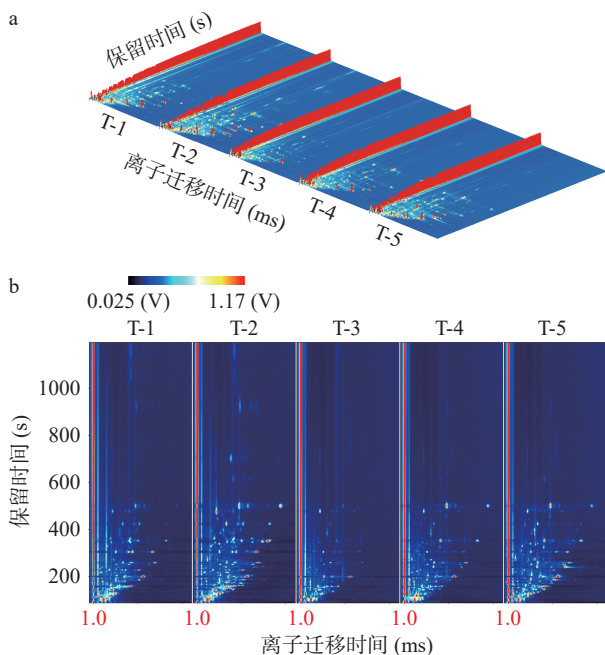 a
保留时间 (s)
T-1
T-2
T-3
T-4
T-5
离子迁移时间 (ms)
b
0.025 (V)
1.17 (V)
T-1 T-2 T-3 T-4 T-5
保留时间 (s)
1000
800
600
400
200
1.0 1.0 1.0 1.0 1.0
离子迁移时间 (ms)